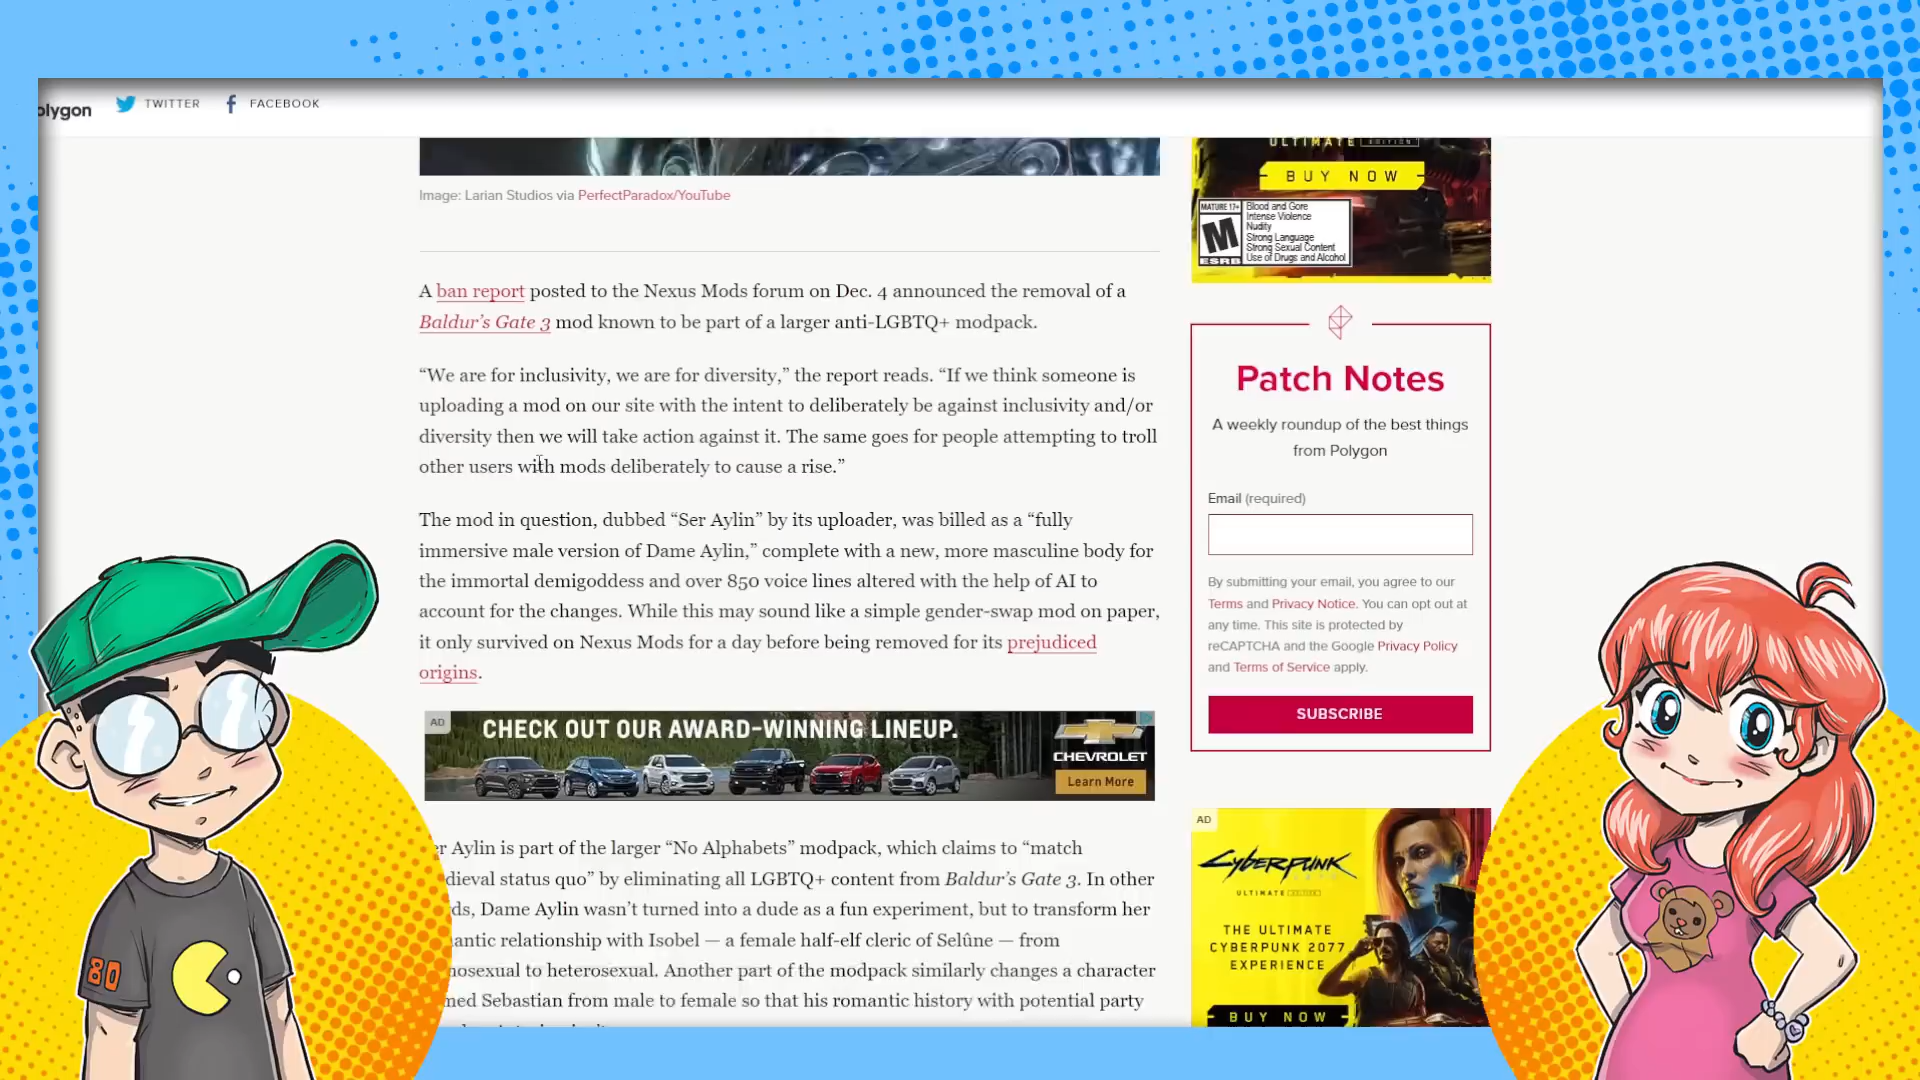 olygon TWITTER FACEBOOK
Image: Larian Studios via PerfectParadox/YouTube
A ban report posted to the Nexus Mods forum on Dec. 4 announced the removal of a
Baldur's Gate 3 mod known to be part of a larger anti-LGBTQ+ modpack.
“We are for inclusivity, we are for diversity,” the report reads. “If we think someone is
uploading a mod on our site with the intent to deliberately be against inclusivity and/or
diversity then we will take action against it. The same goes for people attempting to troll
other users with mods deliberately to cause a rise.”
The mod in question, dubbed “Ser Aylin” by its uploader, was billed as a “fully
immersive male version of Dame Aylin,” complete with a new, more masculine body for
the immortal demigoddess and over 850 voice lines altered with the help of AI to
account for the changes. While this may sound like a simple gender-swap mod on paper,
it only survived on Nexus Mods for a day before being removed for its prejudiced
origins.
AD
CHECK OUT OUR AWARD-WINNING LINEUP.
CHEVROLET
Learn More
er Aylin is part of the larger “No Alphabets” modpack, which claims to “match
dieval status quo” by eliminating all LGBTQ+ content from Baldur's Gate 3. In other
ds, Dame Aylin wasn't turned into a dude as a fun experiment, but to transform her
antic relationship with Isobel — a female half-elf cleric of Selûne — from
osexual to heterosexual. Another part of the modpack similarly changes a character
ed Sebastian from male to female so that his romantic history with potential party
ULTIMATE EDITION
BUY NOW
MATURE 17+
M
ESRB
Blood and Gore
Intense Violence
Nudity
Strong Language
Strong Sexual Content
Use of Drugs and Alcohol
Patch Notes
A weekly roundup of the best things
from Polygon
Email (required)
By submitting your email, you agree to our
Terms and Privacy Notice. You can opt out at
any time. This site is protected by
reCAPTCHA and the Google Privacy Policy
and Terms of Service apply.
SUBSCRIBE
AD
CYBERPUNK
ULTIMATE EDITION
THE ULTIMATE
CYBERPUNK 2077
EXPERIENCE
BUY NOW
80